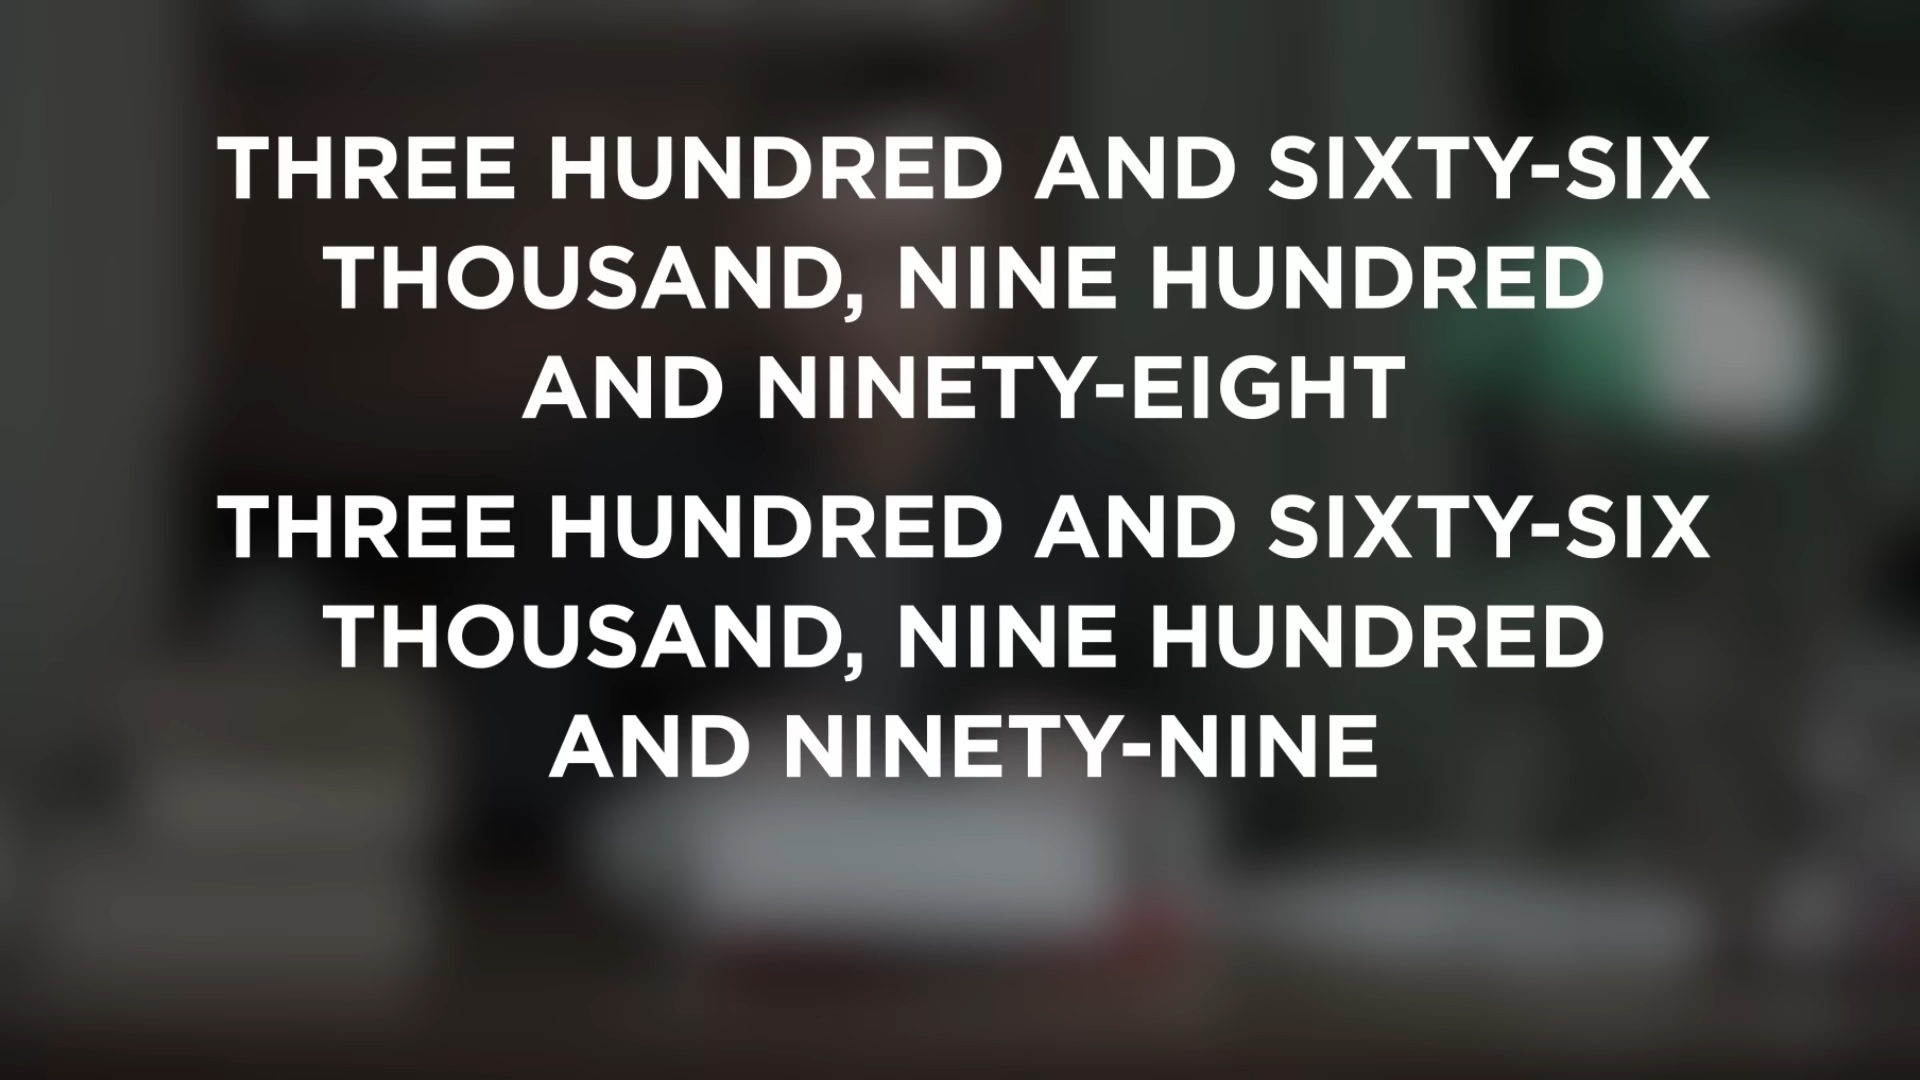 THREE HUNDRED AND SIXTY-SIX
THOUSAND, NINE HUNDRED
AND NINETY-EIGHT
THREE HUNDRED AND SIXTY-SIX
THOUSAND, NINE HUNDRED
AND NINETY-NINE